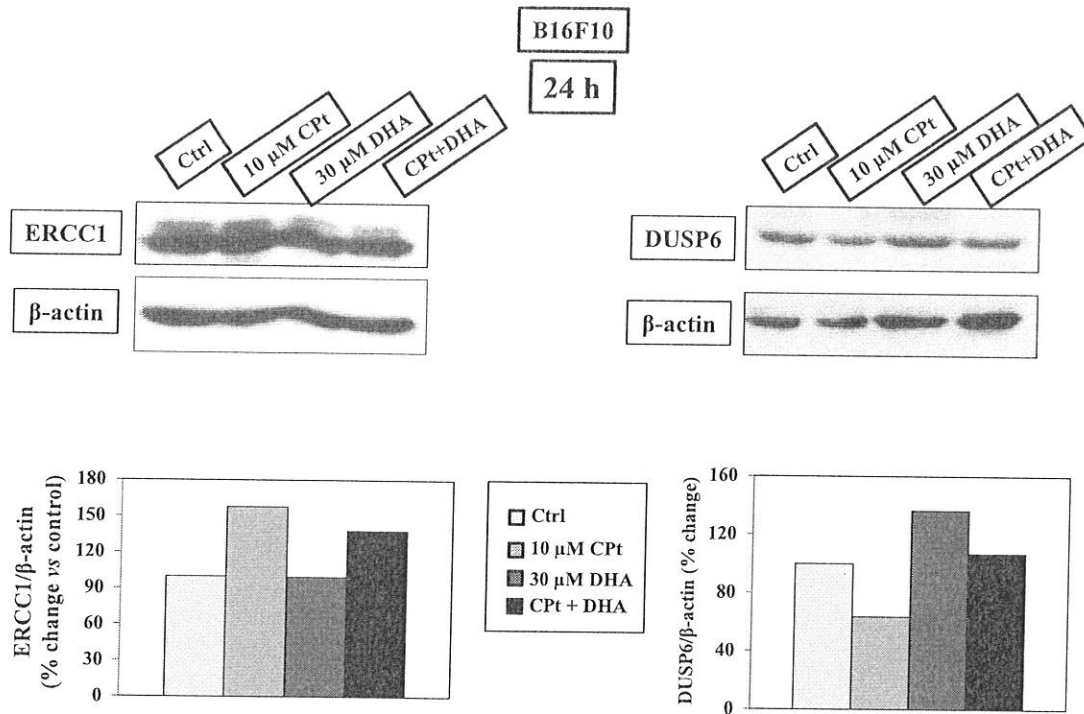 B16F10
24 h
Ctrl
10 µM CPt
30 µM DHA
CPt+DHA
ERCC1
β-actin
Ctrl
10 µM CPt
30 µM DHA
CPt+DHA
DUSP6
β-actin
ERCC1/β-actin
(% change vs control)
180
150
120
90
60
30
0
Ctrl
10 µM CPt
30 µM DHA
CPt + DHA
DUSP6/β-actin (% change)
160
120
80
40
0